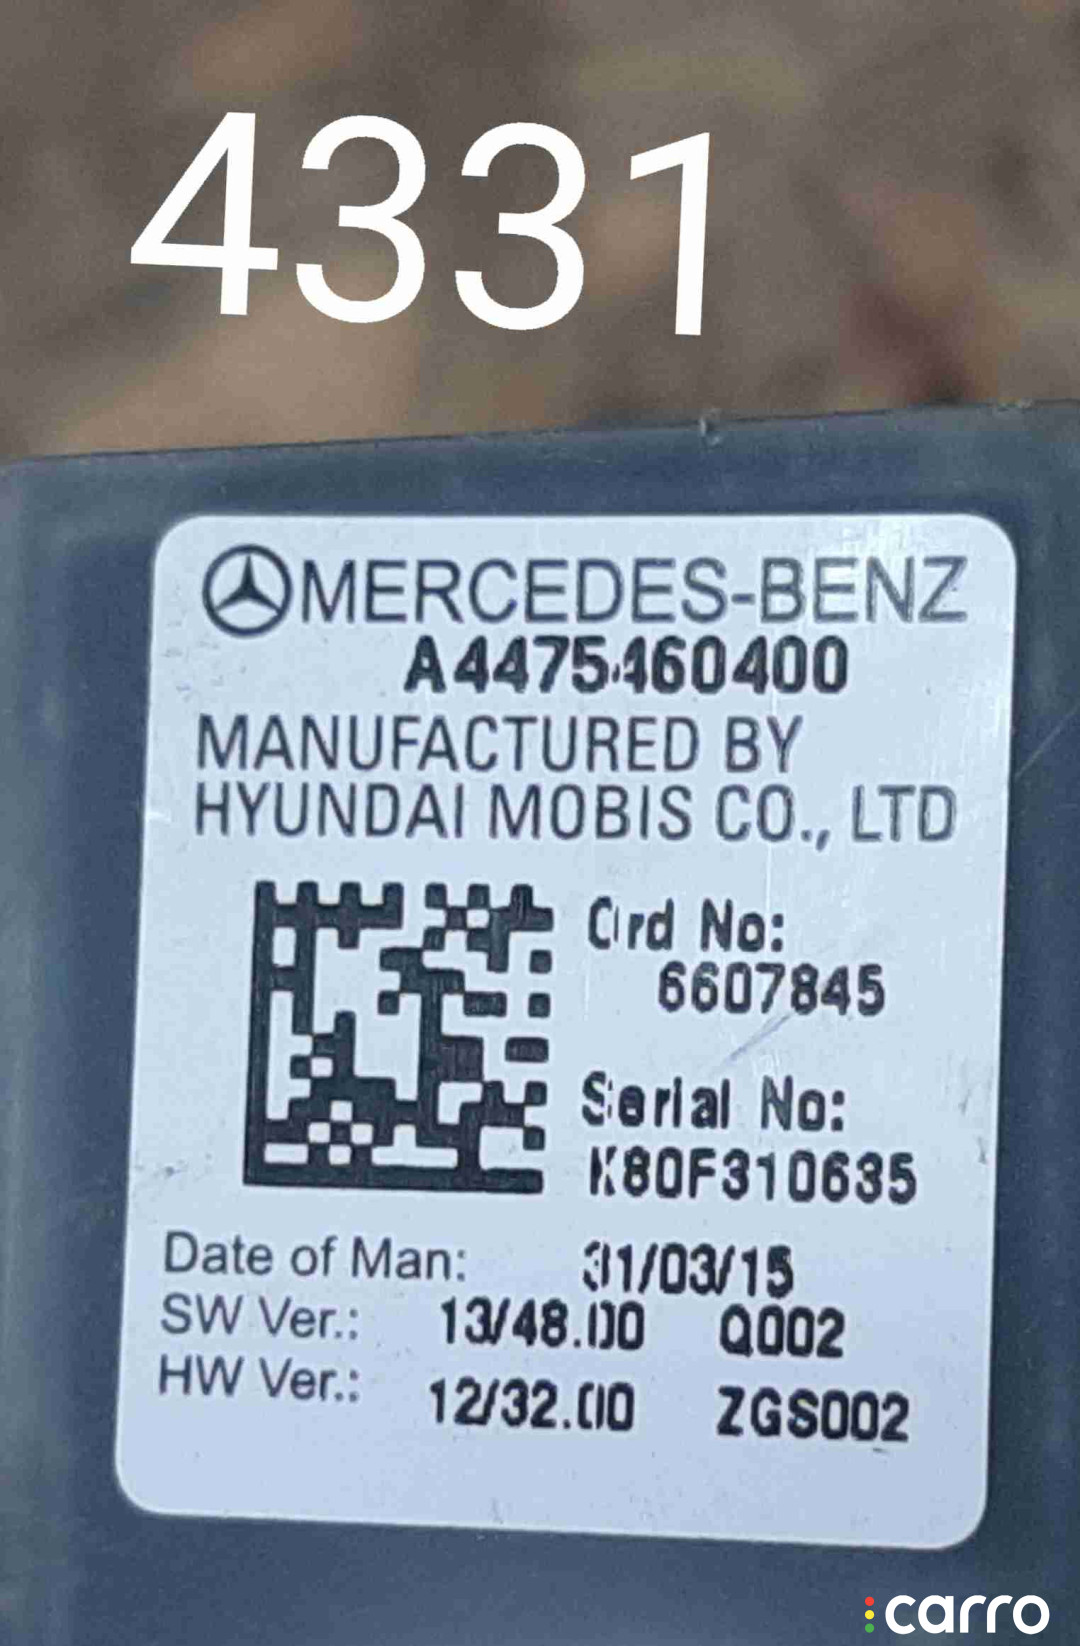 4331
MERCEDES-BENZ
A4475460400
MANUFACTURED BY
HYUNDAI MOBIS CO., LTD
Ord No:
6607845
Serial No:
K80F310635
Date of Man: 31/03/15
SW Ver.: 13/48.00 Q002
HW Ver.: 12/32.00 ZGS002
carro